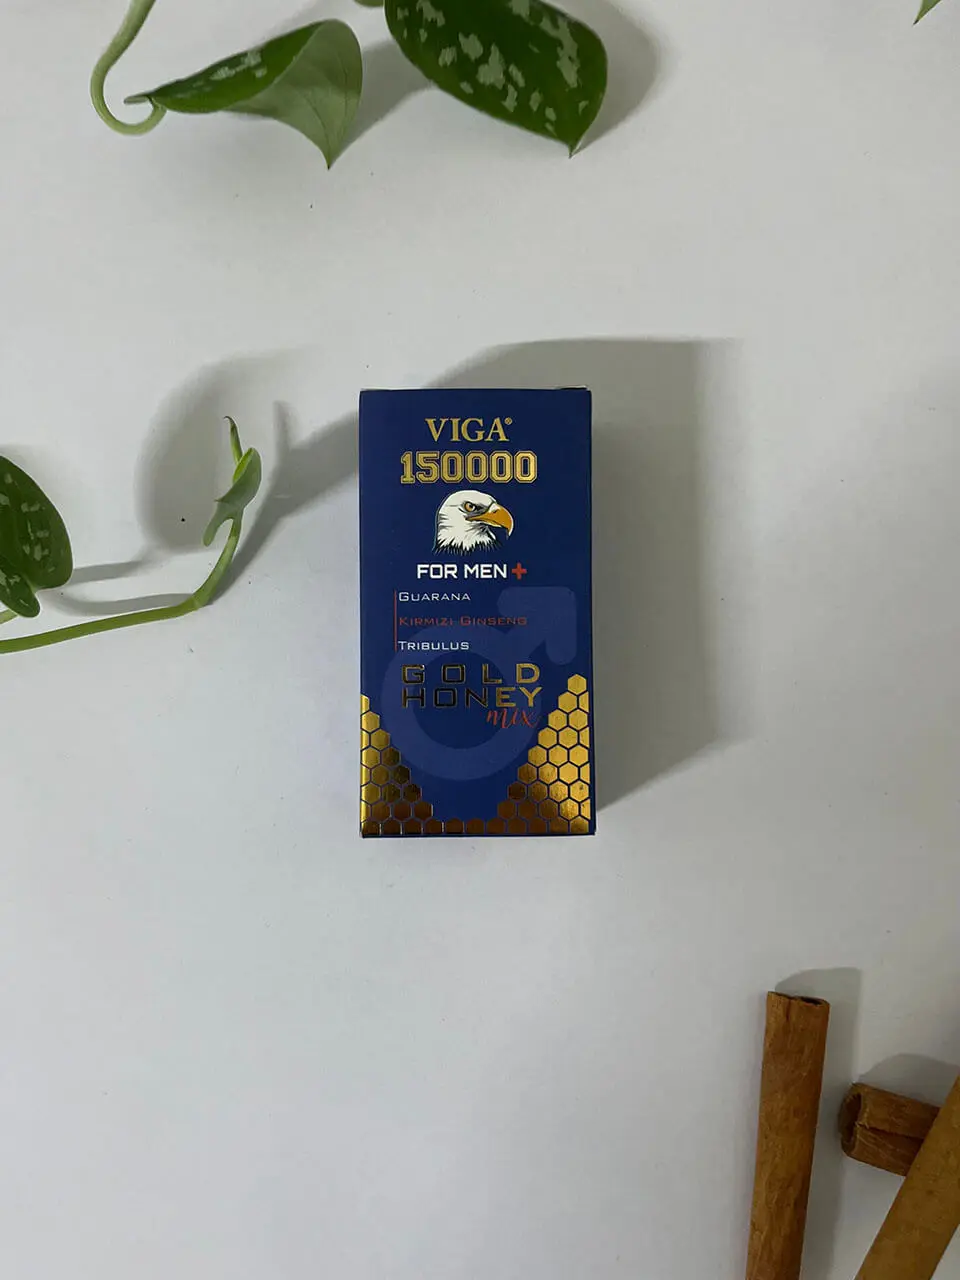 VIGA®
150000
FOR MEN +
GUARANA
KIRMIZI GINSENG
TRIBULUS
GOLD
HONEY
mix